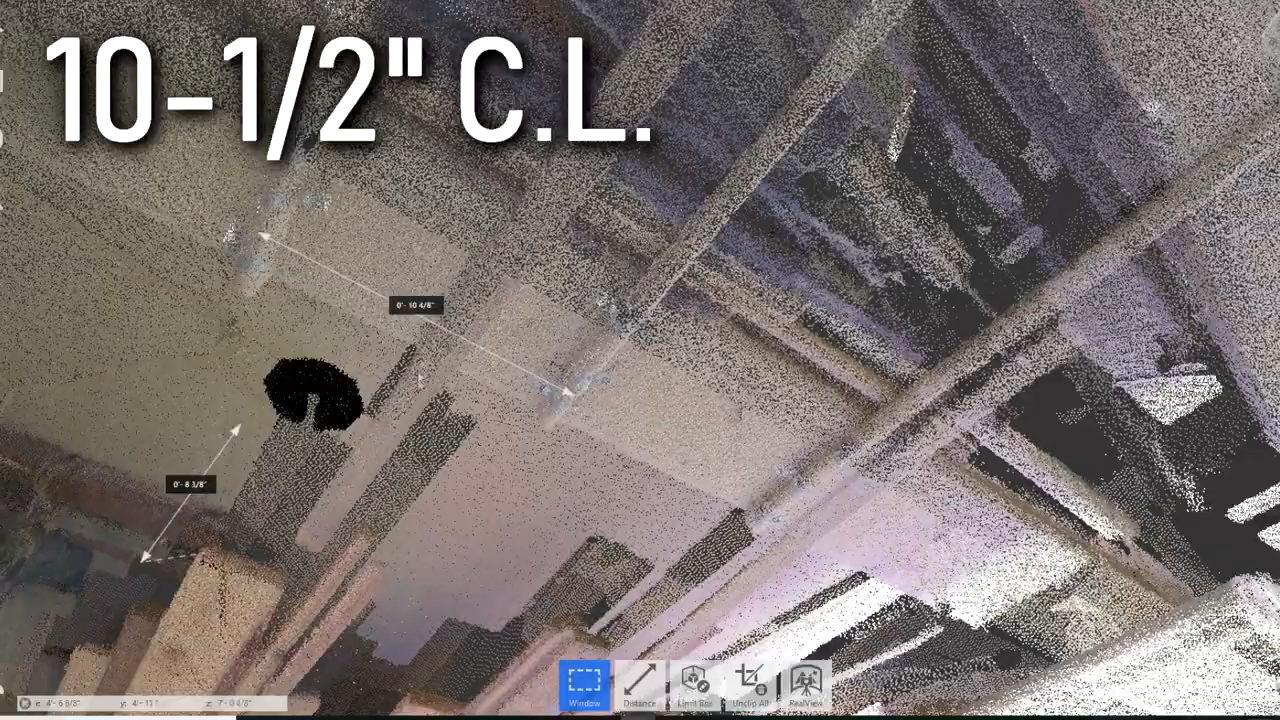 10-1/2" C.L.
0'- 10 4/8"
0'- 8 3/8"
Window
Distance
Limit Box
Unclip All
RealView